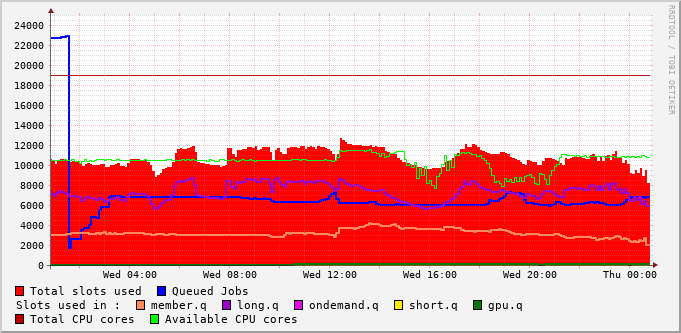 24000
22000
20000
18000
16000
14000
12000
10000
8000
6000
4000
2000
0
Wed 04:00 Wed 08:00 Wed 12:00 Wed 16:00 Wed 20:00 Thu 00:00
RRDTOOL / TOBI OETIKER
Total slots used Queued Jobs
Slots used in : member.q long.q ondemand.q short.q gpu.q
Total CPU cores Available CPU cores